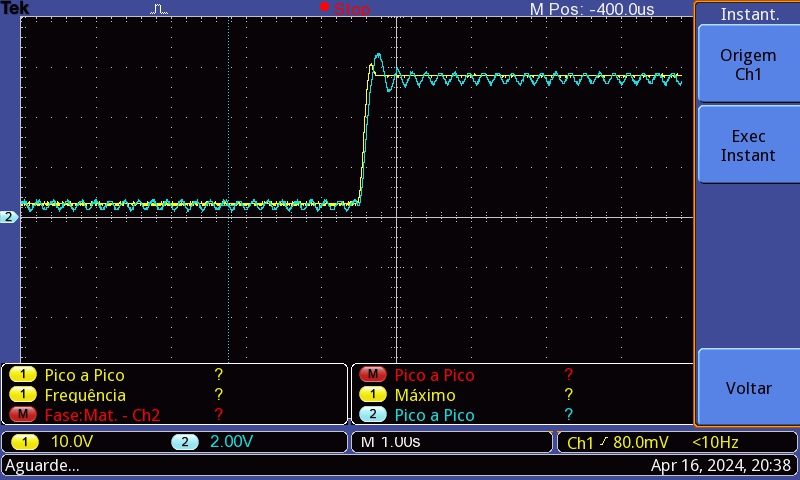 Tek Stop M Pos: -400.0us
Instant.
Origem
Ch1
Exec
Instant
Voltar
2
1 Pico a Pico ?
1 Frequência ?
M Fase:Mat. - Ch2 ?
M Pico a Pico ?
1 Máximo ?
2 Pico a Pico ?
1 10.0V 2 2.00V M 1.00s Ch1 80.0mV <10Hz
Aguarde... Apr 16, 2024, 20:38